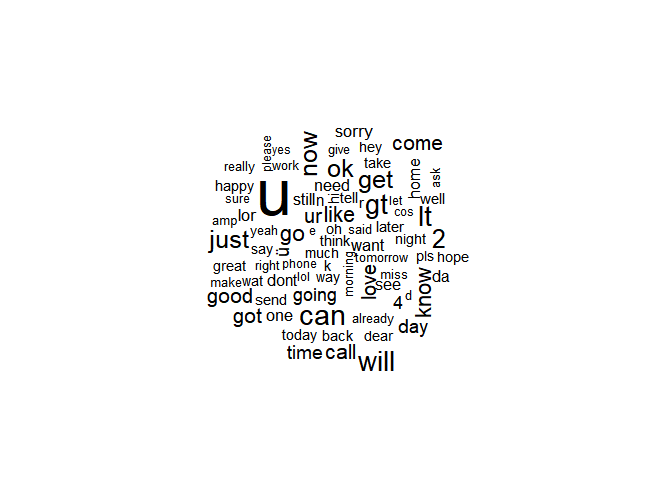 sorry
please yes now give hey come
really work ok take home ask
happy need get
sure u still n hi tell r gt let well
amp lor ur like cos lt
yeah go e oh said later 2
just u think want night
say much tomorrow pls hope
great right phone k morning love miss know da
make wat dont lol way see
good send going 4 d
got one can already day
today back dear
time call will